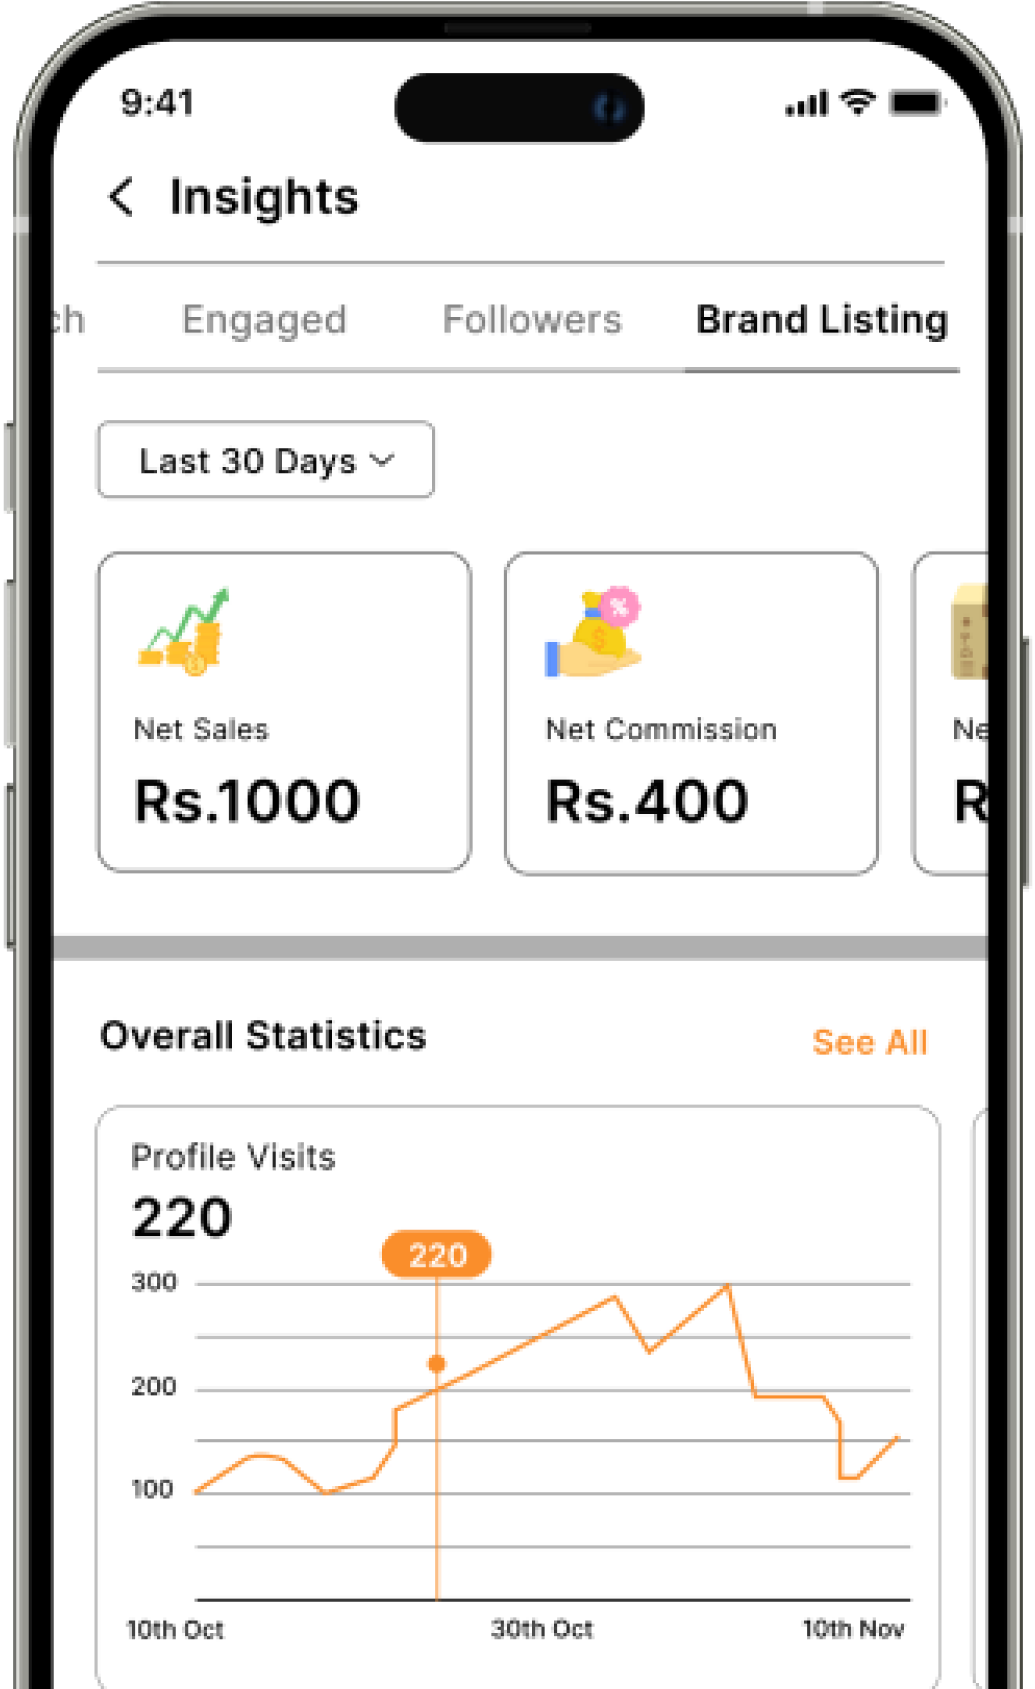 9:41
Insights
ch Engaged Followers Brand Listing
Last 30 Days
Net Sales
Rs.1000
Net Commission
Rs.400
Ne
R
Overall Statistics
See All
Profile Visits
220
220
300
200
100
10th Oct 30th Oct 10th Nov